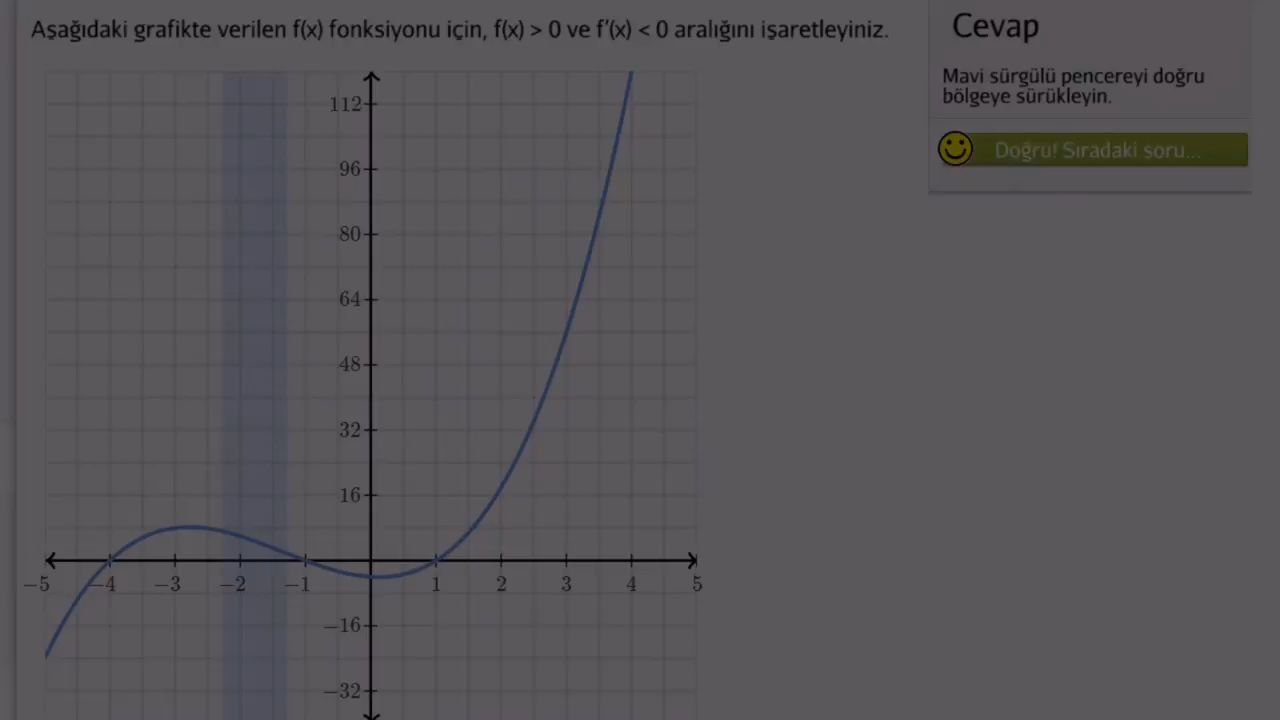 Aşağıdaki grafikte verilen f(x) fonksiyonu için, f(x) > 0 ve f'(x) < 0 aralığını işaretleyiniz.
Cevap
Mavi sürgülü pencereyi doğru
bölgeye sürükleyin.
Doğru! Sıradaki soru...
112
96
80
64
48
32
16
−5 −4 −3 −2 −1 1 2 3 4 5
−16
−32